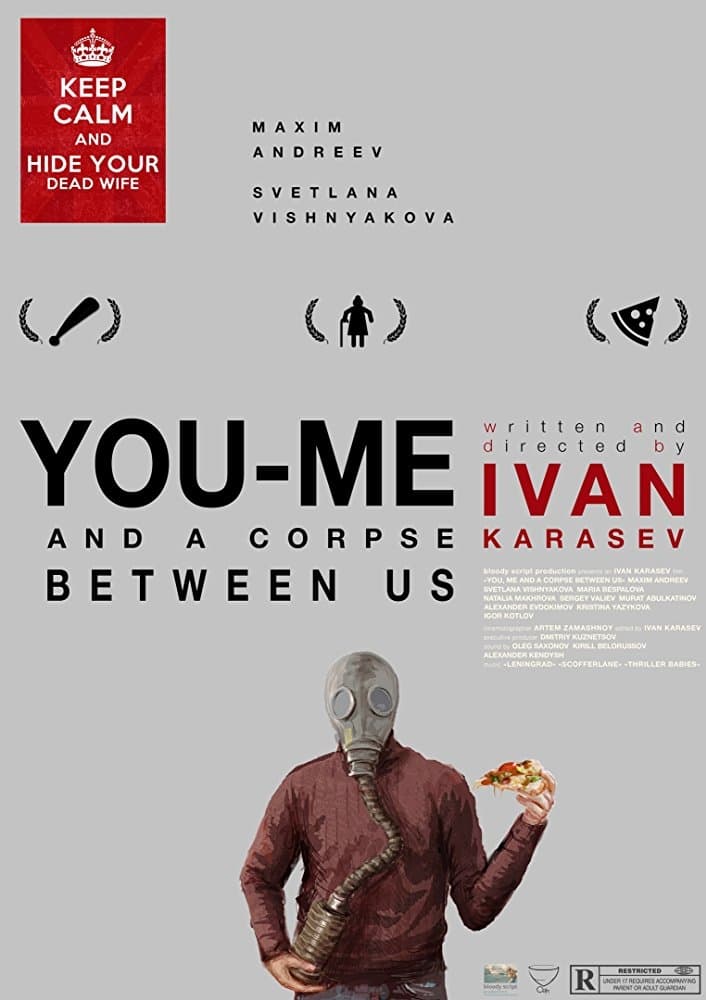 KEEP
CALM
AND
HIDE YOUR
DEAD WIFE
MAXIM
ANDREEV
SVETLANA
VISHNYAKOVA
YOU-ME
AND A CORPSE
BETWEEN US
written and
directed by
IVAN
KARASEV
bloody script production presents an IVAN KARASEV film
«YOU, ME AND A CORPSE BETWEEN US» MAXIM ANDREEV
SVETLANA VISHNYAKOVA MARIA BESPALOVA
NATALIA MAKHROVA SERGEY VALIEV MURAT ABULKATINOV
ALEXANDER EVDOKIMOV KRISTINA YAZYKOVA
IGOR KOTLOV
cinematographer ARTEM ZAMASHNOY edited by IVAN KARASEV
executive producer DMITRIY KUZNETSOV
sound by OLEG SAXONOV KIRILL BELORUSSOV
ALEXANDER KENDYSH
music «LENINGRAD» «SCOFFERLANE» «THRILLER BABIES»
bloody script
R
RESTRICTED
UNDER 17 REQUIRES ACCOMPANYING
PARENT OR ADULT GUARDIAN